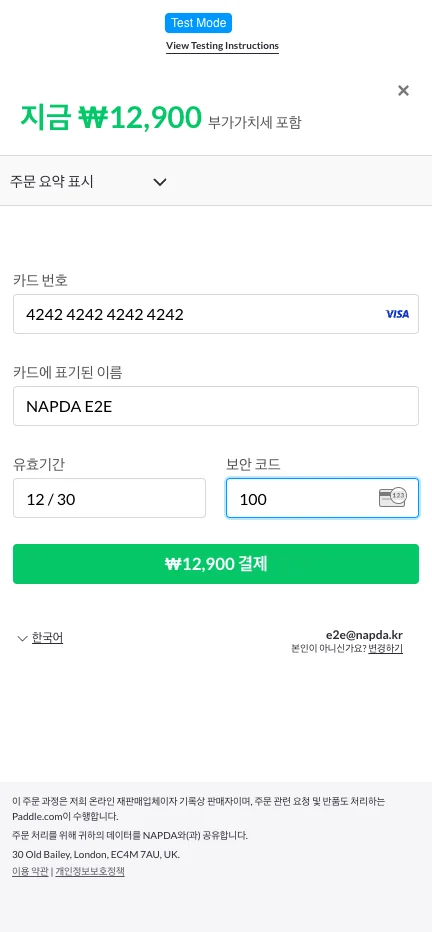 Test Mode
View Testing Instructions
×
지금 ₩12,900 부가가치세 포함
주문 요약 표시
카드 번호
4242 4242 4242 4242
VISA
카드에 표기된 이름
NAPDA E2E
유효기간
보안 코드
12 / 30
100
123
₩12,900 결제
한국어
e2e@napda.kr
본인이 아니신가요? 변경하기
이 주문 과정은 저희 온라인 재판매업체이자 기록상 판매자이며, 주문 관련 요청 및 반품도 처리하는
Paddle.com이 수행합니다.
주문 처리를 위해 귀하의 데이터를 NAPDA와(과) 공유합니다.
30 Old Bailey, London, EC4M 7AU, UK.
이용 약관 | 개인정보보호정책